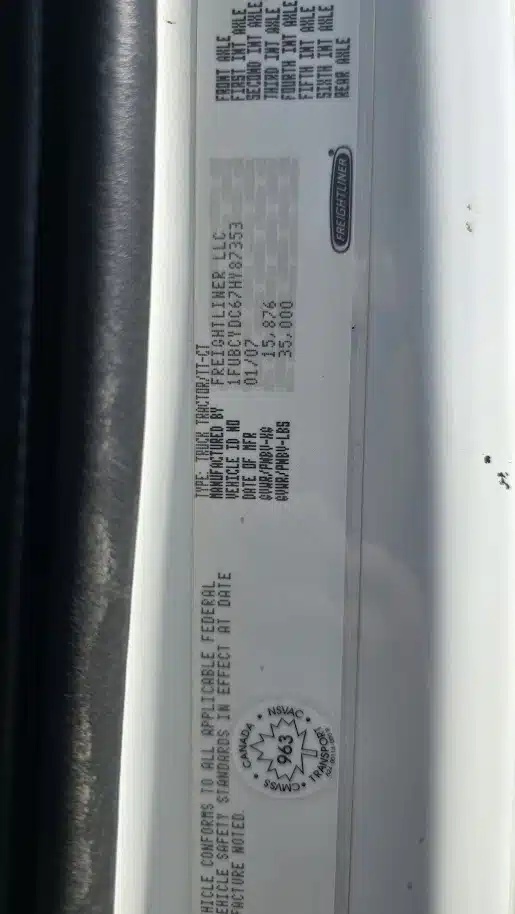 HICLE CONFORMS TO ALL APPLICABLE FEDERAL
EHICLE SAFETY STANDARDS IN EFFECT AT DATE
FACTURE NOTED.
CANADA • NSVAC •
963
CMVSS • TRANSPORT
TYPE: TRUCK TRACTOR/TT-CT
MANUFACTURED BY FREIGHTLINER LLC
VEHICLE ID NO 1FUBCYDC67HY87353
DATE OF MFR 01/07
GVWR/PNBV-KG 15,876
GVWR/PNBV-LBS 35,000
FRONT AXLE
FIRST INT AXLE
SECOND INT AXLE
THIRD INT AXLE
FOURTH INT AXLE
FIFTH INT AXLE
SIXTH INT AXLE
REAR AXLE
FREIGHTLINER